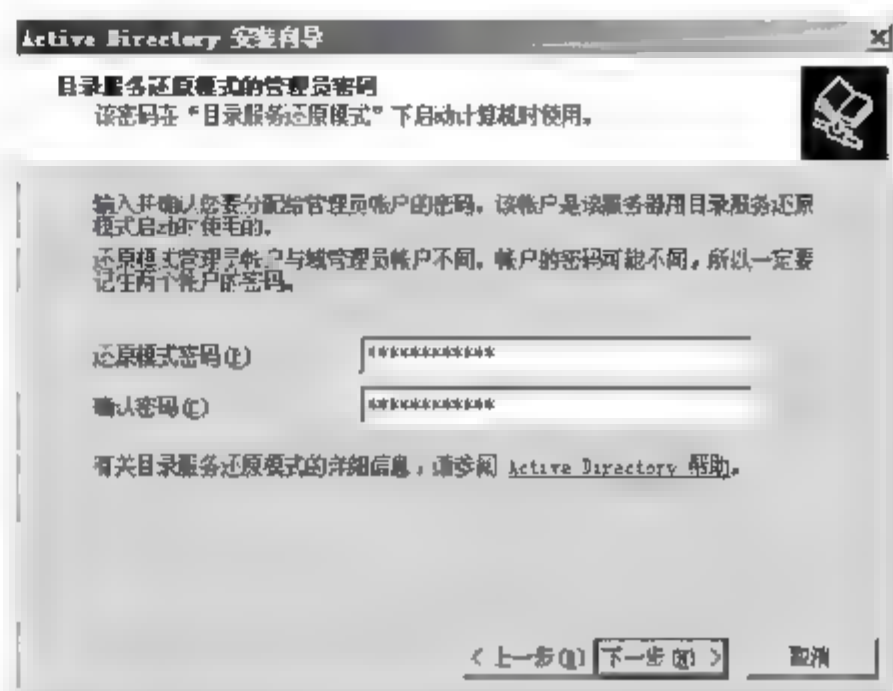 Active Directory 安装向导
目录服务还原模式的管理员密码
该密码在“目录服务还原模式”下启动计算机时使用。
输入并确认您要分配给管理员帐户的密码。该帐户是该服务器用目录服务还原
模式启动时使用的。
还原模式管理员帐户与域管理员帐户不同。帐户的密码可能不同，所以一定要
记住两个帐户的密码。
还原模式密码(P)
************
确认密码(C)
************
有关目录服务还原模式的详细信息，请参阅 Active Directory 帮助。
< 上一步(B)
下一步(N) >
取消